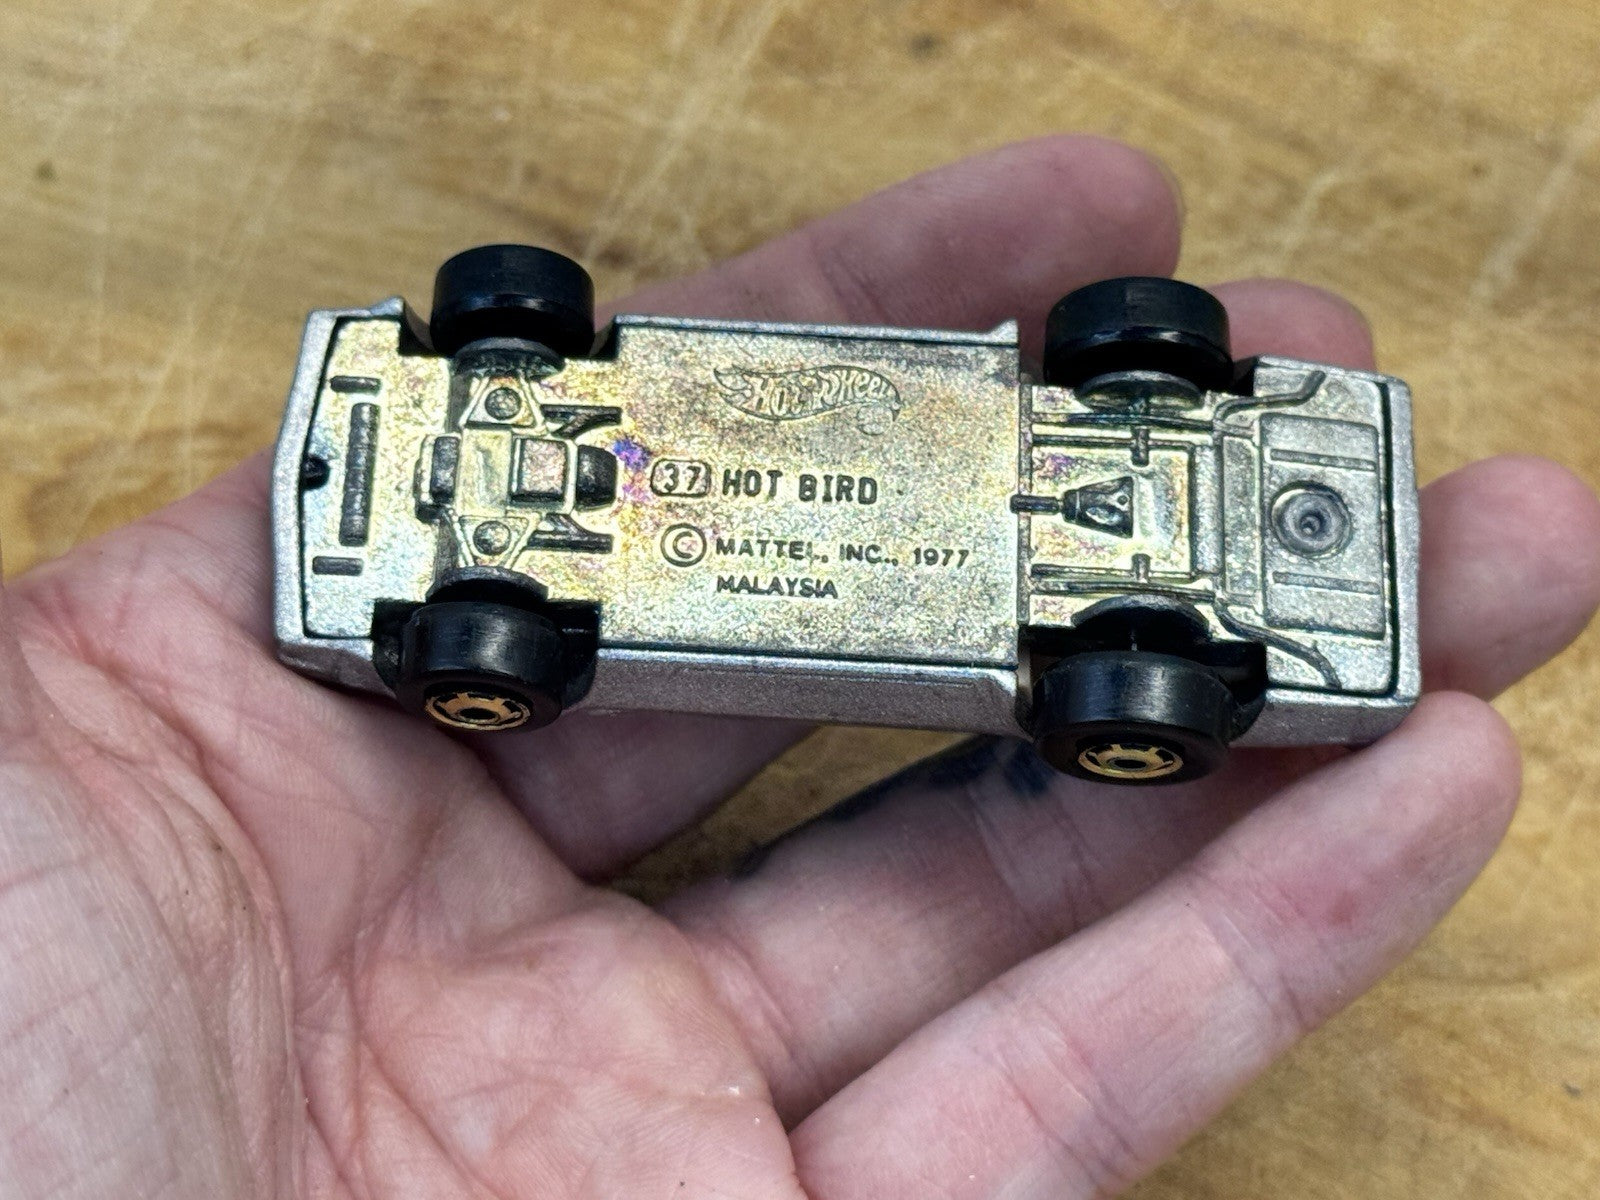 HOT WHEELS
37 HOT BIRD
© MATTEL, INC., 1977
MALAYSIA